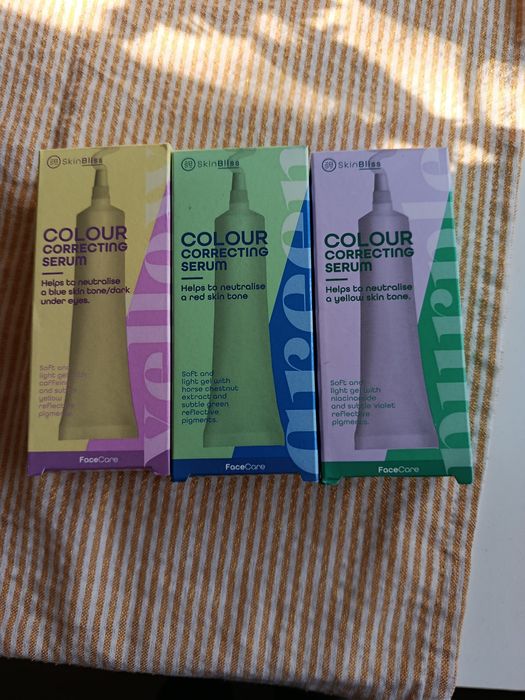 SkinBliss
COLOUR
CORRECTING
SERUM
Helps to neutralise
a blue skin tone/dark
under eyes.
Soft and
light gel with
caffeine
and subtle
yellow
reflective
pigments.
yellow
FaceCare
SkinBliss
COLOUR
CORRECTING
SERUM
Helps to neutralise
a red skin tone
Soft and
light gel with
horse chestnut
extract and
subtle green
reflective
pigments.
green
FaceCare
SkinBliss
COLOUR
CORRECTING
SERUM
Helps to neutralise
a yellow skin tone.
Soft and
light gel with
niacinamide
and subtle violet
reflective
pigments.
purple
FaceCare